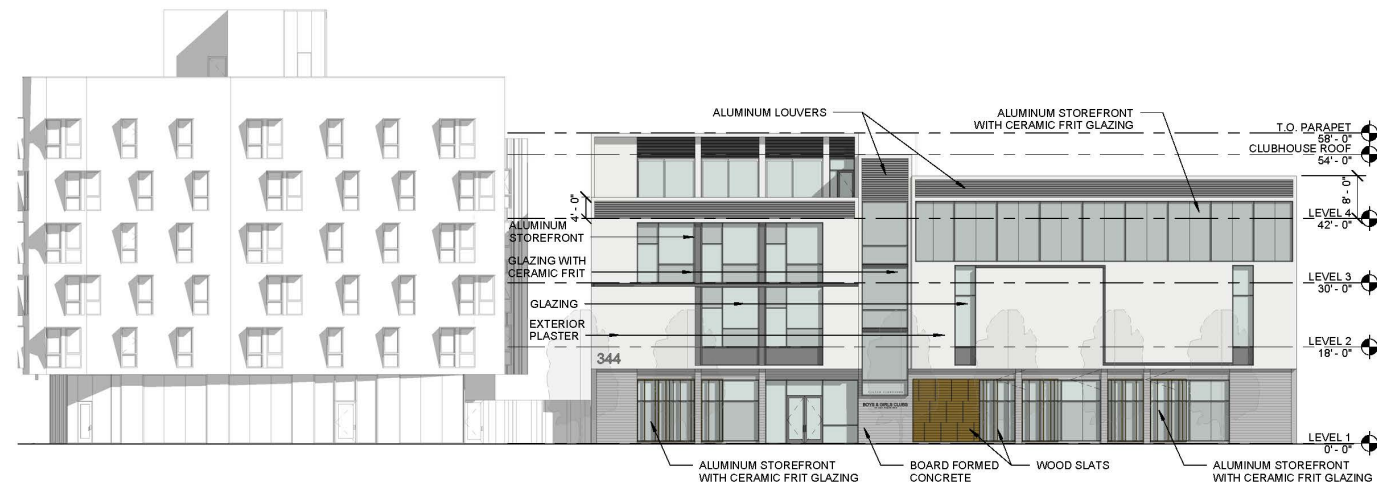 ALUMINUM LOUVERS
ALUMINUM STOREFRONT
WITH CERAMIC FRIT GLAZING
T.O. PARAPET
58' - 0"
CLUBHOUSE ROOF
54' - 0"
8' - 0"
4' - 0"
LEVEL 4
42' - 0"
ALUMINUM
STOREFRONT
GLAZING WITH
CERAMIC FRIT
LEVEL 3
30' - 0"
GLAZING
EXTERIOR
PLASTER
LEVEL 2
18' - 0"
344
BOYS & GIRLS CLUBS
LEVEL 1
0' - 0"
ALUMINUM STOREFRONT
WITH CERAMIC FRIT GLAZING
BOARD FORMED
CONCRETE
WOOD SLATS
ALUMINUM STOREFRONT
WITH CERAMIC FRIT GLAZING